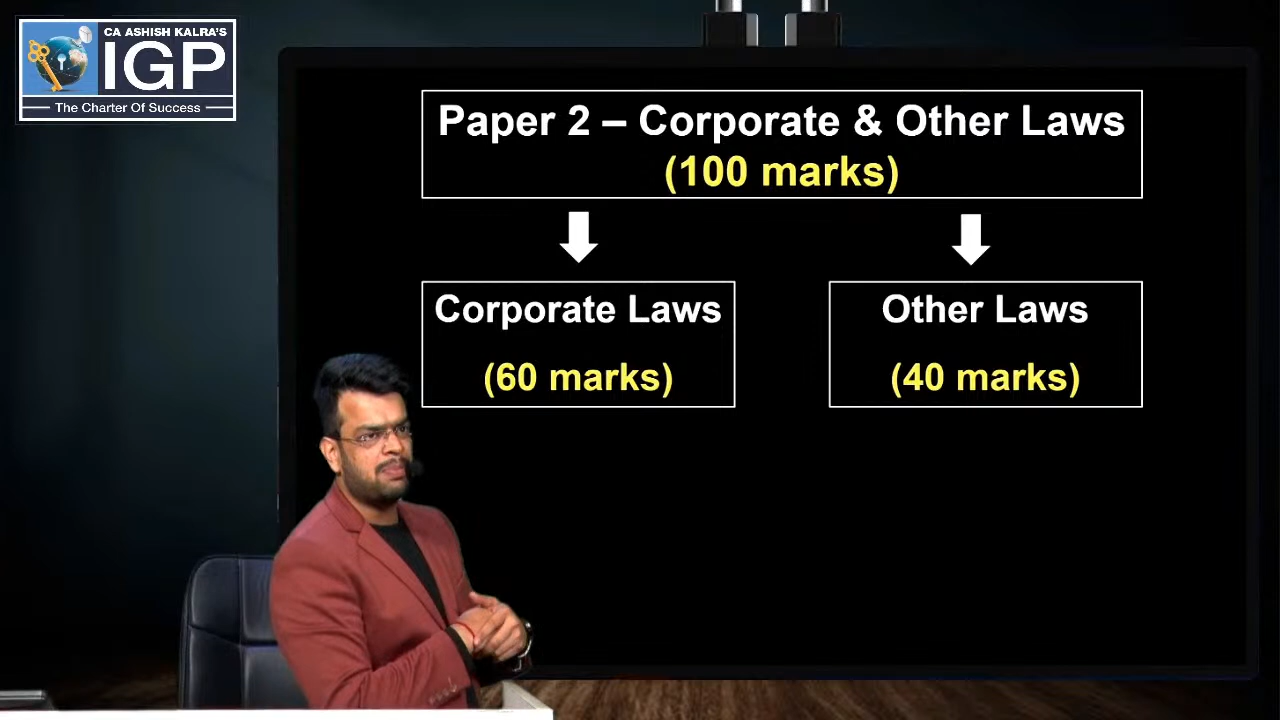 CA ASHISH KALRA'S
IGP
The Charter Of Success
Paper 2 – Corporate & Other Laws
(100 marks)
Corporate Laws
(60 marks)
Other Laws
(40 marks)